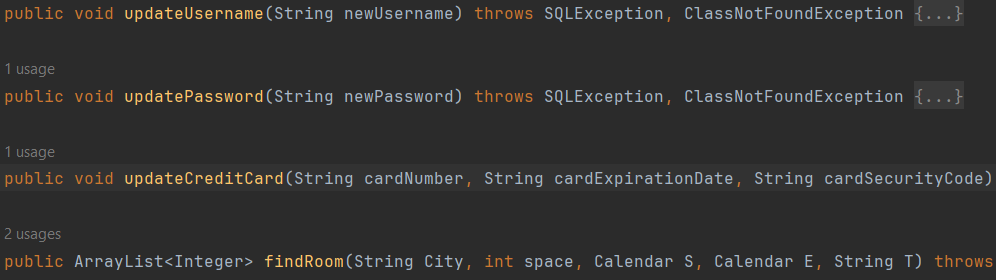 public void updateUsername(String newUsername) throws SQLException, ClassNotFoundException {...}
1 usage
public void updatePassword(String newPassword) throws SQLException, ClassNotFoundException {...}
1 usage
public void updateCreditCard(String cardNumber, String cardExpirationDate, String cardSecurityCode)
2 usages
public ArrayList<Integer> findRoom(String City, int space, Calendar S, Calendar E, String T) throws